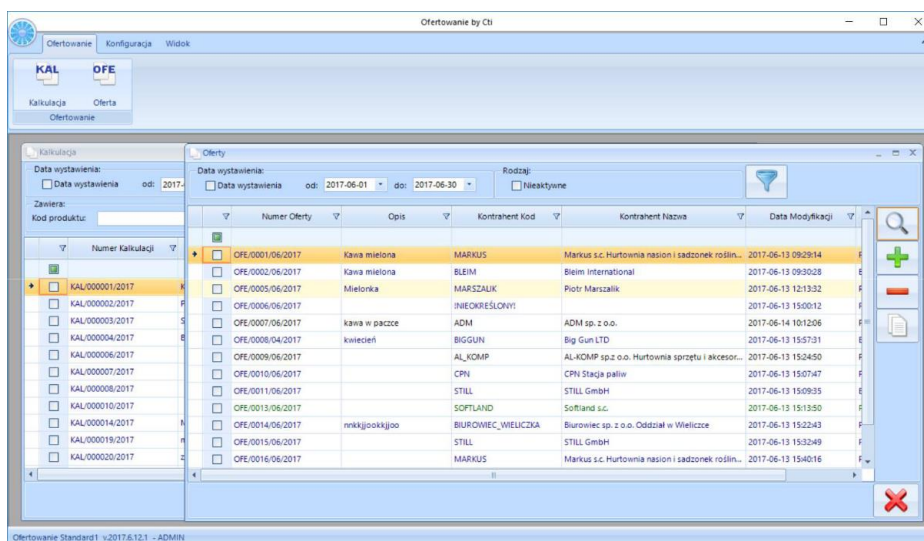 Ofertowanie by Cti
Ofertowanie Konfiguracja Widok
KAL OFE
Kalkulacja Oferta
Ofertowanie
Kalkulacja
Data wystawienia:
Data wystawienia od: 2017-
Zawiera:
Kod produktu:
Numer Kalkulacji
KAL/000001/2017 K
KAL/000002/2017 P
KAL/000003/2017 S
KAL/000004/2017 B
KAL/000006/2017
KAL/000007/2017
KAL/000008/2017
KAL/000010/2017
KAL/000014/2017 N
KAL/000019/2017
KAL/000020/2017 z
Oferty
Data wystawienia: Rodzaj:
Data wystawienia od: 2017-06-01 do: 2017-06-30 Nieaktywne
Numer Oferty Opis Kontrahent Kod Kontrahent Nazwa Data Modyfikacji
OFE/0001/06/2017 Kawa mielona MARKUS Markus s.c. Hurtownia nasion i sadzonek roślin... 2017-06-13 09:29:14
OFE/0002/06/2017 Kawa mielona BLEIM Bleim International 2017-06-13 09:30:28
OFE/0005/06/2017 Mielonka MARSZALIK Piotr Marszalik 2017-06-13 12:13:32
OFE/0006/06/2017 !NIEOKREŚLONY! 2017-06-13 15:00:12
OFE/0007/06/2017 kawa w paczce ADM ADM sp. z o.o. 2017-06-14 10:12:06
OFE/0008/04/2017 kwiecień BIGGUN Big Gun LTD 2017-06-13 15:57:31
OFE/0009/06/2017 AL_KOMP AL-KOMP sp.z o.o. Hurtownia sprzętu i akcesor... 2017-06-13 15:24:50
OFE/0010/06/2017 CPN CPN Stacja paliw 2017-06-13 15:07:47
OFE/0011/06/2017 STILL STILL GmbH 2017-06-13 15:09:35
OFE/0013/06/2017 SOFTLAND Softland s.c. 2017-06-13 15:13:50
OFE/0014/06/2017 nnkkjjookkjjoo BIUROWIEC_WIELICZKA Biurowiec sp. z o.o. Oddział w Wieliczce 2017-06-13 15:22:43
OFE/0015/06/2017 STILL STILL GmbH 2017-06-13 15:32:49
OFE/0016/06/2017 MARKUS Markus s.c. Hurtownia nasion i sadzonek roślin... 2017-06-13 15:40:16
Ofertowanie Standard1 v.2017.6.12.1 - ADMIN